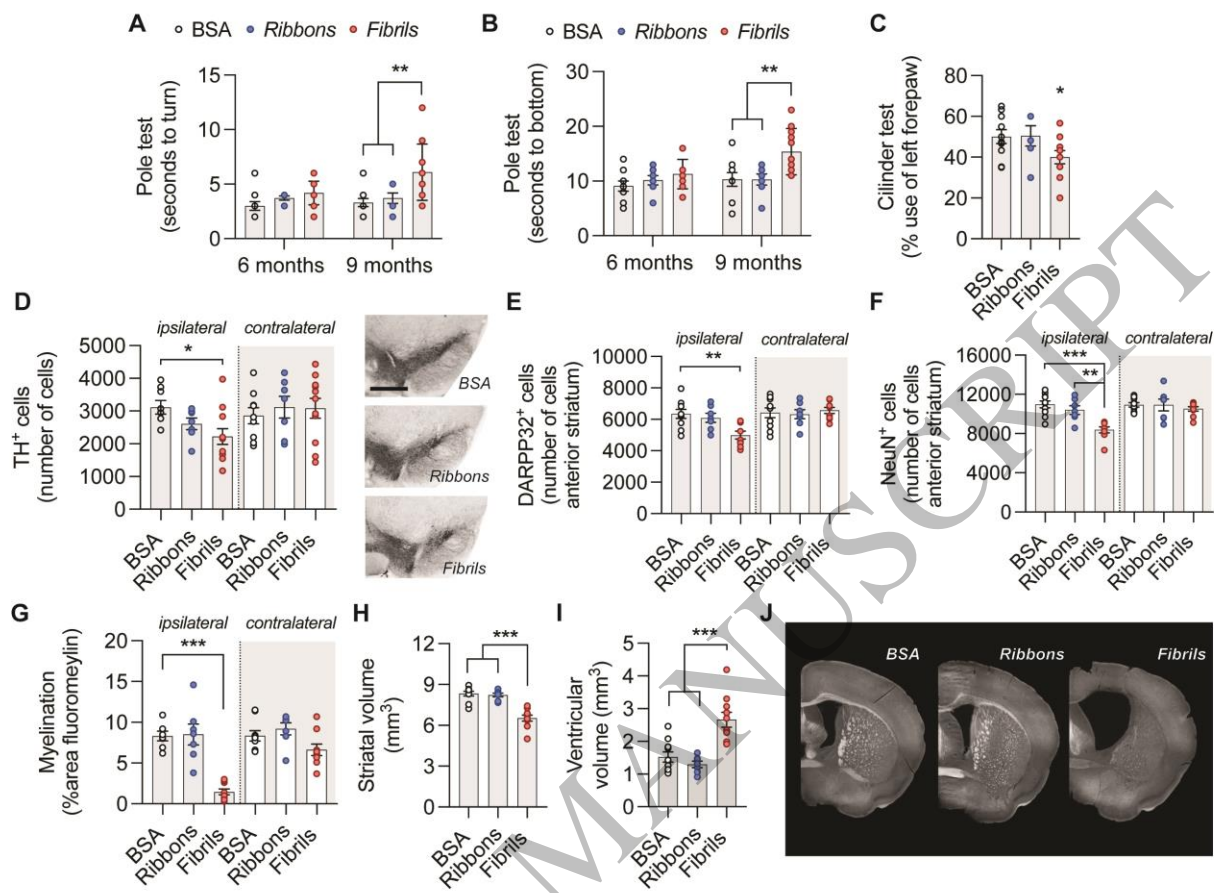 A
BSA Ribbons Fibrils
Pole test
(seconds to turn)
15
10
5
0
**
6 months
9 months
B
BSA Ribbons Fibrils
Pole test
(seconds to bottom)
30
20
10
0
**
6 months
9 months
C
Cilinder test
(% use of left forepaw)
80
60
40
20
0
*
BSA
Ribbons
Fibrils
D
ipsilateral
contralateral
TH+ cells
(number of cells)
5000
4000
3000
2000
1000
0
*
BSA
Ribbons
Fibrils
BSA
Ribbons
Fibrils
BSA
Ribbons
Fibrils
E
ipsilateral
contralateral
DARPP32+ cells
(number of cells
anterior striatum)
10000
8000
6000
4000
2000
0
**
BSA
Ribbons
Fibrils
BSA
Ribbons
Fibrils
F
ipsilateral
contralateral
NeuN+ cells
(number of cells
anterior striatum)
16000
12000
8000
4000
0
***
**
BSA
Ribbons
Fibrils
BSA
Ribbons
Fibrils
G
ipsilateral
contralateral
Myelination
(%area fluoromeylin)
20
15
10
5
0
***
BSA
Ribbons
Fibrils
BSA
Ribbons
Fibrils
H
Striatal volume
(mm3)
12
9
6
3
0
***
BSA
Ribbons
Fibrils
I
Ventricular
volume (mm3)
5
4
3
2
1
0
***
BSA
Ribbons
Fibrils
J
BSA
Ribbons
Fibrils
MANUSCRIPT